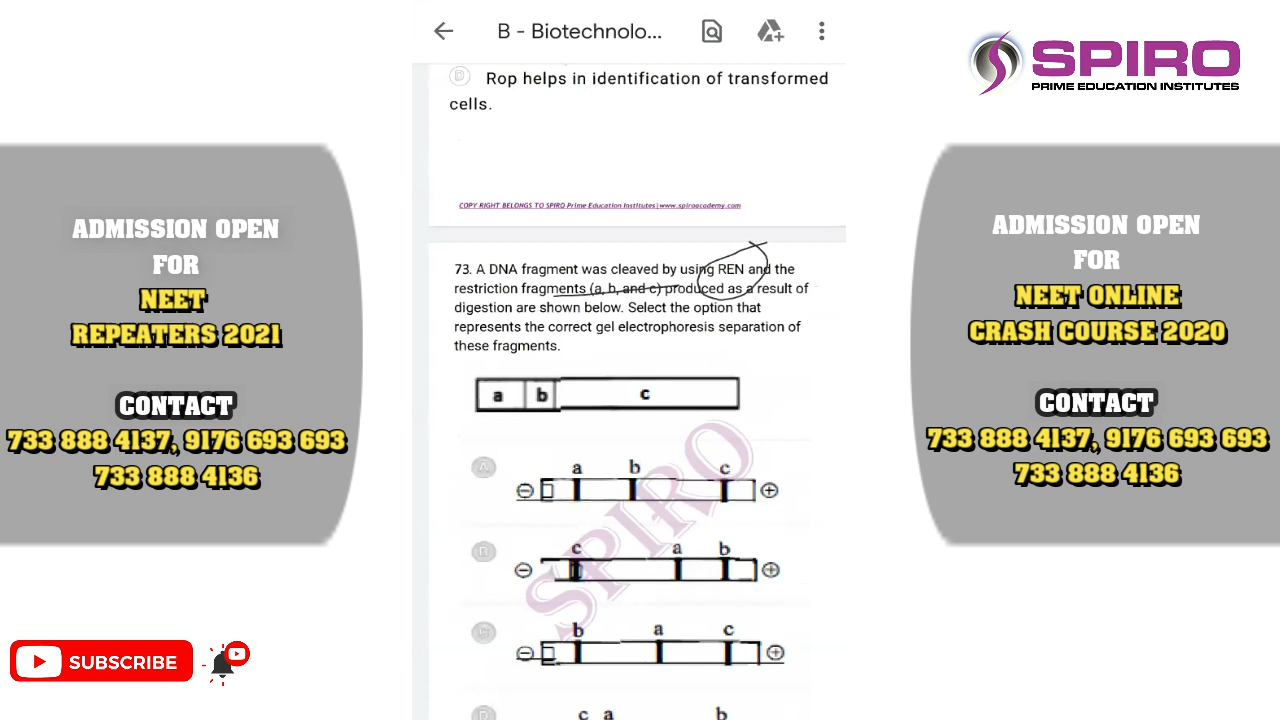 B - Biotechnolo...
SPIRO
PRIME EDUCATION INSTITUTES
D Rop helps in identification of transformed
cells.
COPY RIGHT BELONGS TO SPIRO Prime Education Institutes|www.spiroacademy.com
ADMISSION OPEN
FOR
NEET
REPEATERS 2021
CONTACT
733 888 4137, 9176 693 693
733 888 4136
73. A DNA fragment was cleaved by using REN and the
restriction fragments (a, b, and c) produced as a result of
digestion are shown below. Select the option that
represents the correct gel electrophoresis separation of
these fragments.
a b c
A a b c
⊖ ⊕
B c a b
⊖ ⊕
C b a c
⊖ ⊕
D c a b
SPIRO
ADMISSION OPEN
FOR
NEET ONLINE
CRASH COURSE 2020
CONTACT
733 888 4137, 9176 693 693
733 888 4136
SUBSCRIBE